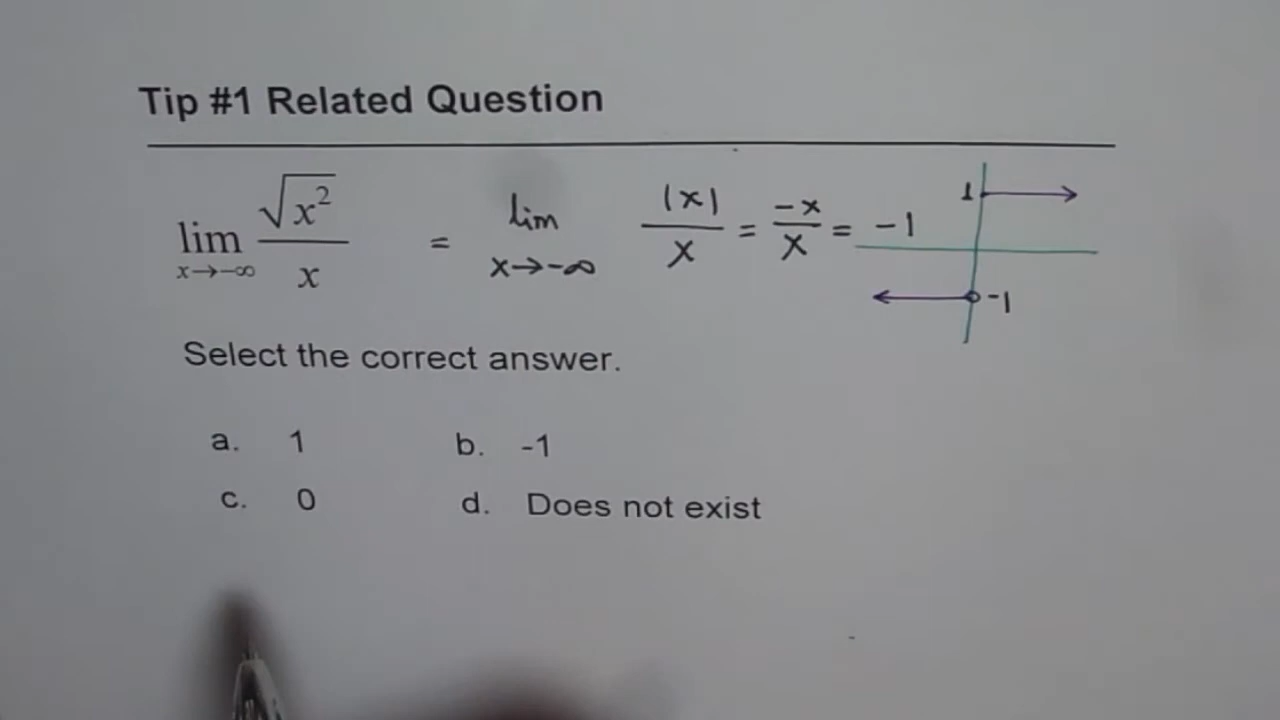 Tip #1 Related Question
lim x→-∞ √x² / x = lim x→-∞ |x| / x = -x / x = -1
1
-1
Select the correct answer.
a. 1 b. -1
c. 0 d. Does not exist